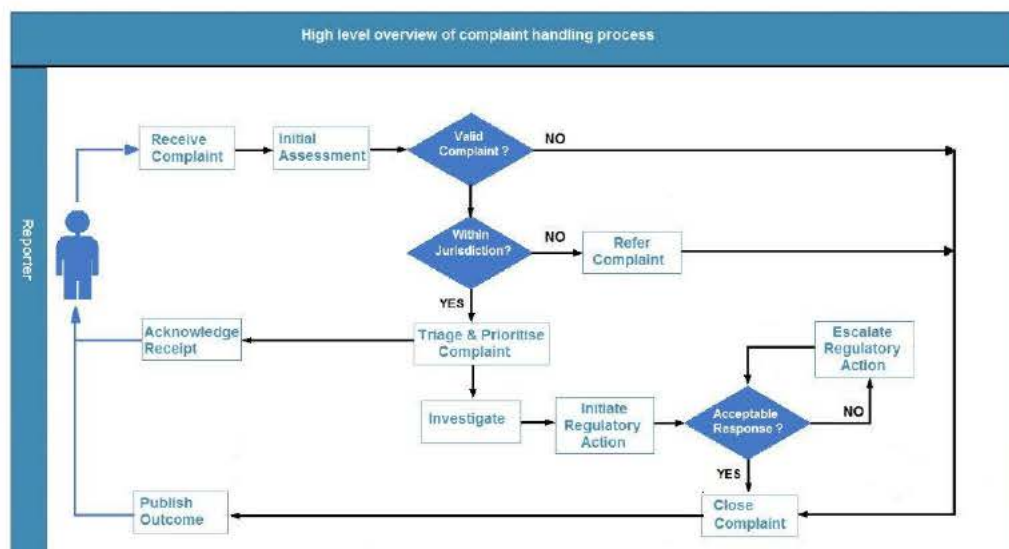 High level overview of complaint handling process
Reporter
Receive
Complaint
Initial
Assessment
Valid
Complaint ?
NO
Within
Jurisdiction?
NO
Refer
Complaint
YES
Acknowledge
Receipt
Triage & Prioritise
Complaint
Escalate
Regulatory
Action
Investigate
Initiate
Regulatory
Action
Acceptable
Response ?
NO
YES
Publish
Outcome
Close
Complaint